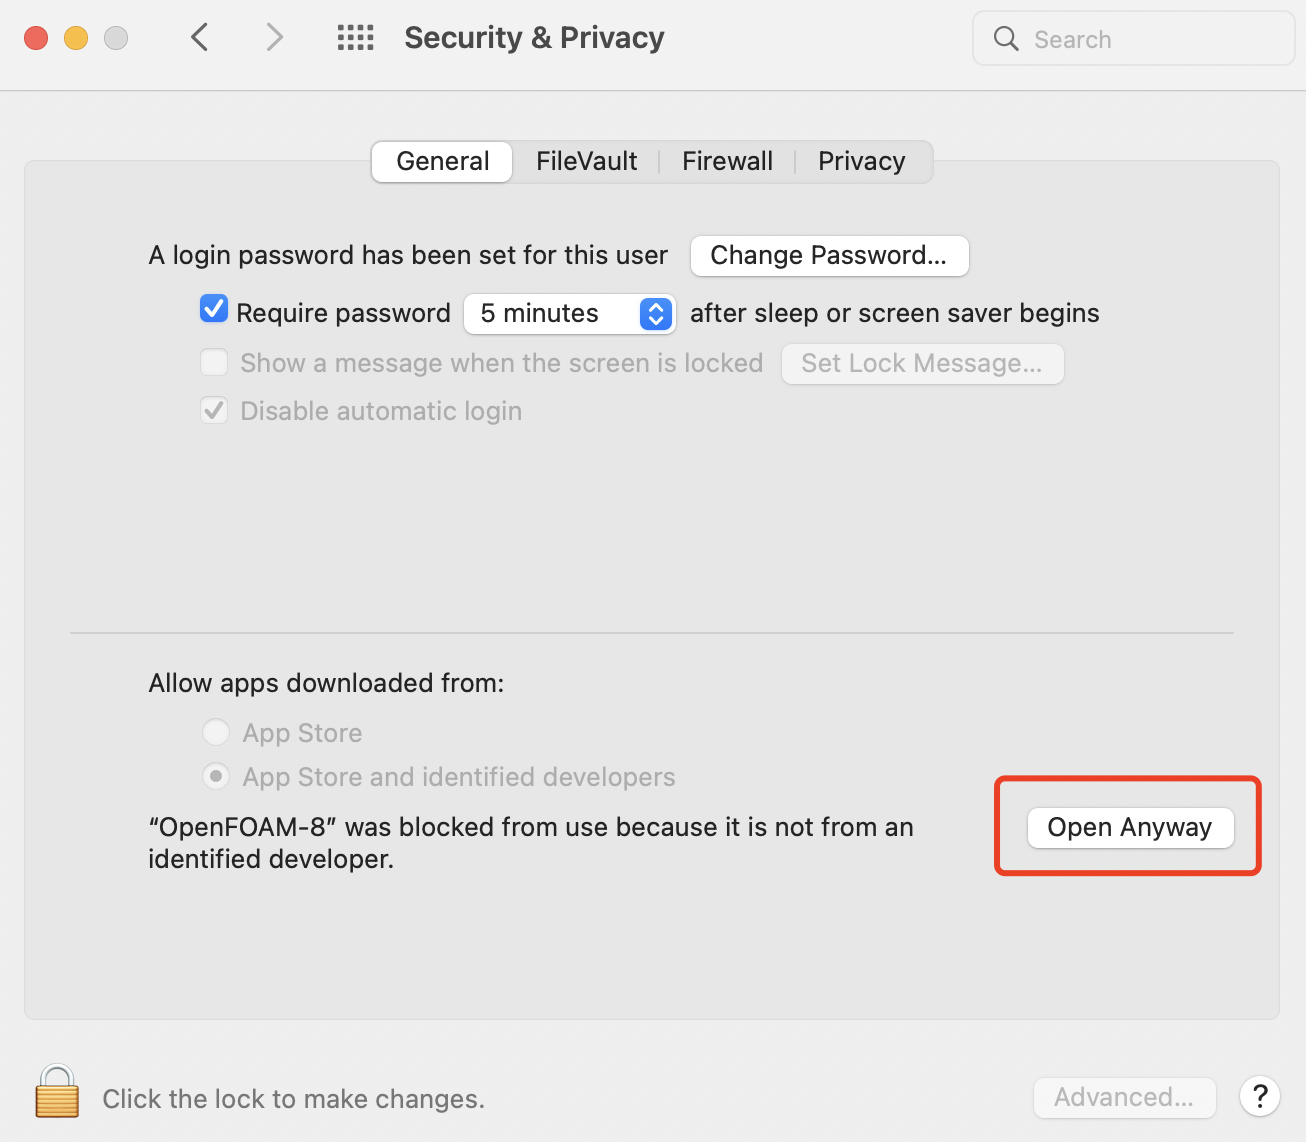 Security & Privacy
Search
General
FileVault
Firewall
Privacy
A login password has been set for this user
Change Password...
Require password
5 minutes
after sleep or screen saver begins
Show a message when the screen is locked
Set Lock Message...
Disable automatic login
Allow apps downloaded from:
App Store
App Store and identified developers
“OpenFOAM-8” was blocked from use because it is not from an
identified developer.
Open Anyway
Click the lock to make changes.
Advanced...
?